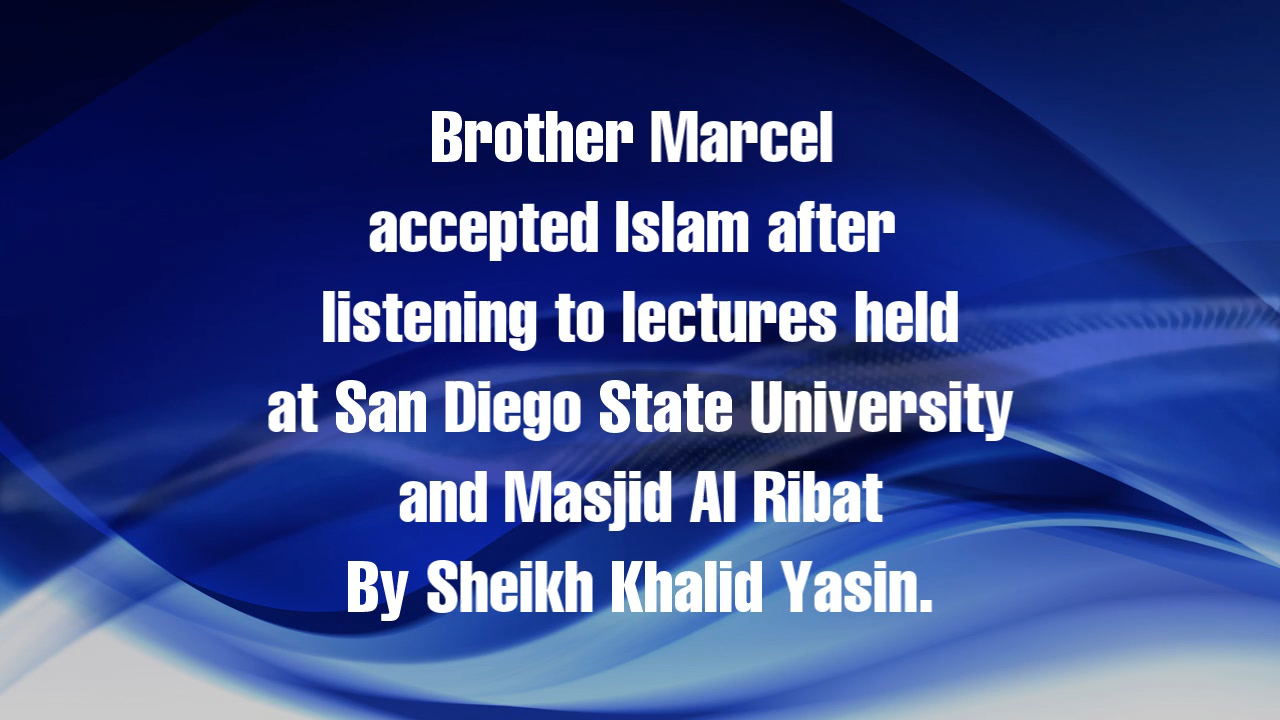 Brother Marcel
accepted Islam after
listening to lectures held
at San Diego State University
and Masjid Al Ribat
By Sheikh Khalid Yasin.